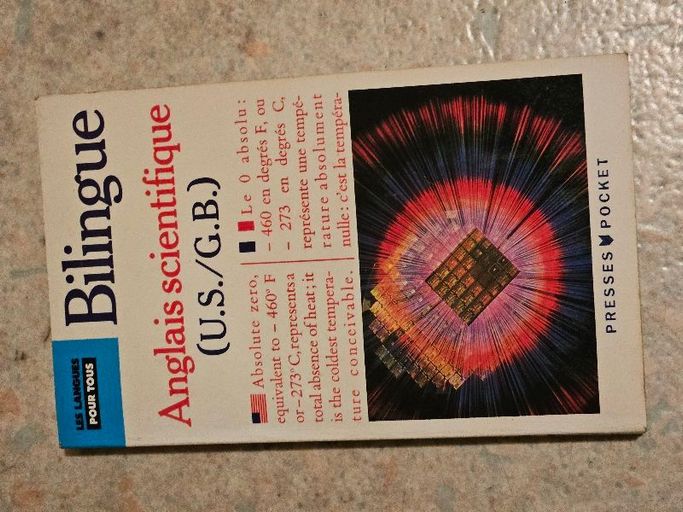 LES LANGUES
POUR TOUS
Bilingue
Anglais scientifique
(U.S./G.B.)
Absolute zero,
equivalent to – 460° F
or –273° C, represents a
total absence of heat ; it
is the coldest tempera-
ture conceivable.
Le 0 absolu :
– 460 en degrés F, ou
– 273 en degrés C,
représente une tempé-
rature absolument
nulle : c'est la tempéra-
PRESSES POCKET